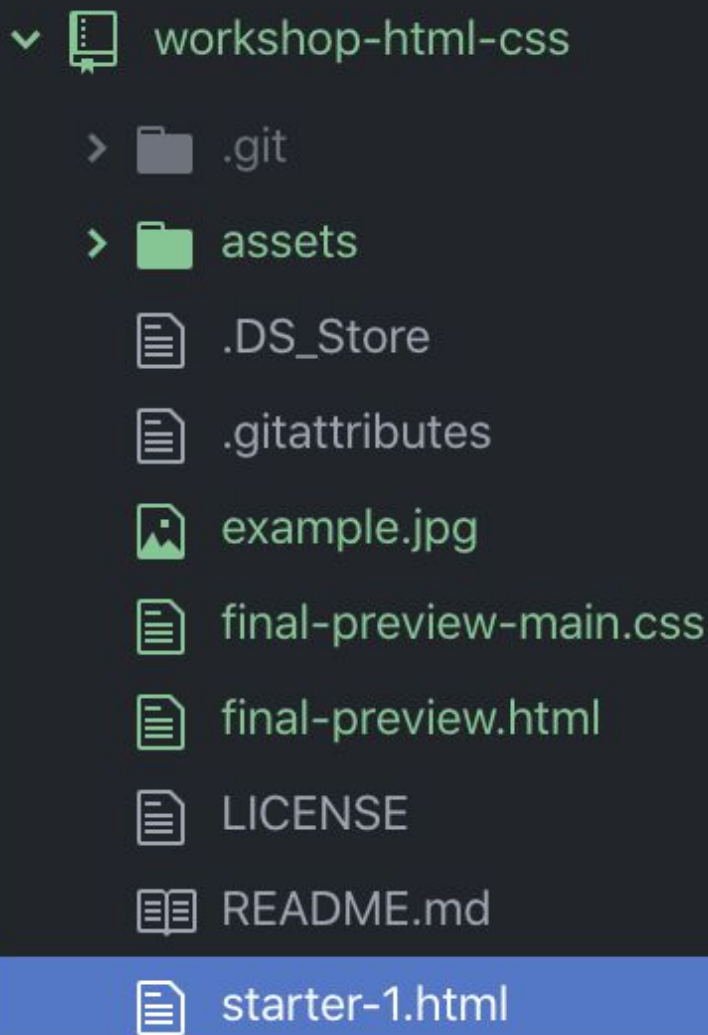 workshop-html-css
.git
assets
.DS_Store
.gitattributes
example.jpg
final-preview-main.css
final-preview.html
LICENSE
README.md
starter-1.html